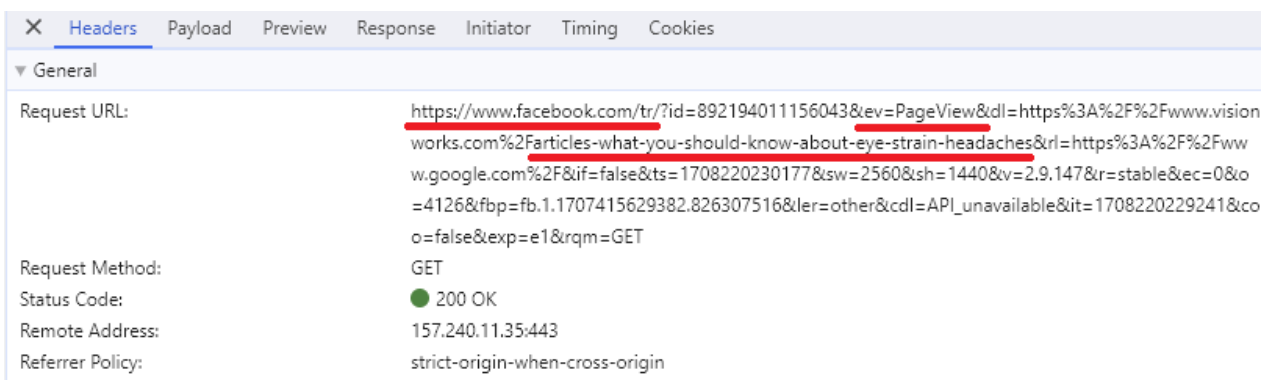 × Headers Payload Preview Response Initiator Timing Cookies
▼ General
Request URL: https://www.facebook.com/tr/?id=892194011156043&ev=PageView&dl=https%3A%2F%2Fwww.vision
works.com%2Farticles-what-you-should-know-about-eye-strain-headaches&rl=https%3A%2F%2Fww
w.google.com%2F&if=false&ts=1708220230177&sw=2560&sh=1440&v=2.9.147&r=stable&ec=0&o
=4126&fbp=fb.1.1707415629382.826307516&ler=other&cdl=API_unavailable&it=1708220229241&co
o=false&exp=e1&rqm=GET
Request Method: GET
Status Code: 200 OK
Remote Address: 157.240.11.35:443
Referrer Policy: strict-origin-when-cross-origin